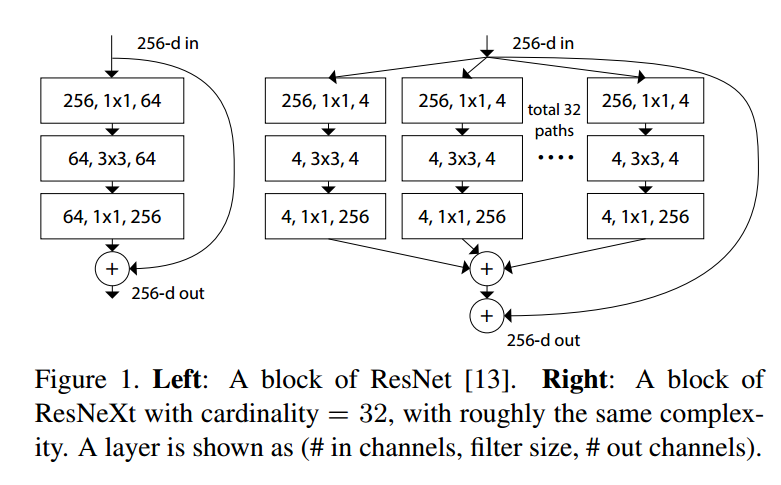 256-d in
256, 1x1, 64
64, 3x3, 64
64, 1x1, 256
+
256-d out
256-d in
256, 1x1, 4
256, 1x1, 4
total 32
paths
256, 1x1, 4
4, 3x3, 4
4, 3x3, 4
....
4, 3x3, 4
4, 1x1, 256
4, 1x1, 256
4, 1x1, 256
+
+
256-d out
Figure 1. Left: A block of ResNet [13]. Right: A block of
ResNeXt with cardinality = 32, with roughly the same complex-
ity. A layer is shown as (# in channels, filter size, # out channels).